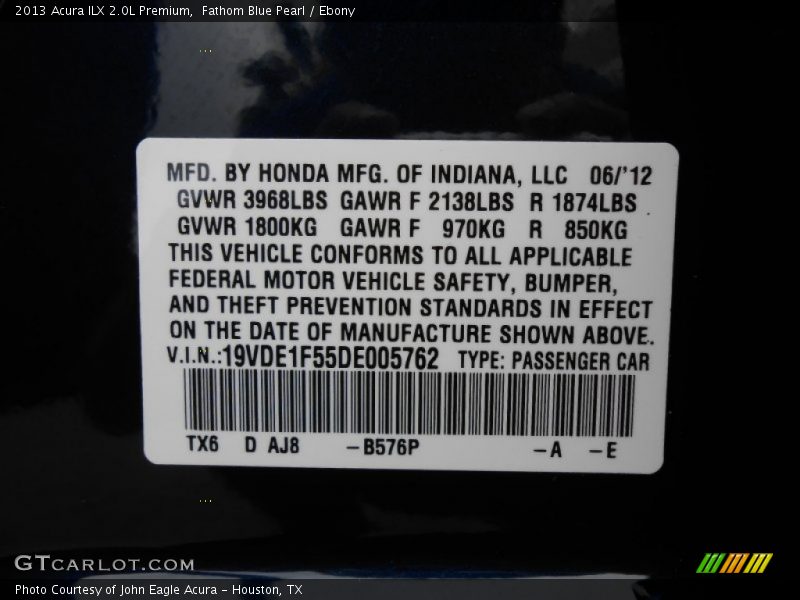 2013 Acura ILX 2.0L Premium,  Fathom Blue Pearl / Ebony
MFD. BY HONDA MFG. OF INDIANA, LLC 06/'12
GVWR 3968LBS GAWR F 2138LBS R 1874LBS
GVWR 1800KG GAWR F 970KG R 850KG
THIS VEHICLE CONFORMS TO ALL APPLICABLE
FEDERAL MOTOR VEHICLE SAFETY, BUMPER,
AND THEFT PREVENTION STANDARDS IN EFFECT
ON THE DATE OF MANUFACTURE SHOWN ABOVE.
V.I.N.:19VDE1F55DE005762 TYPE: PASSENGER CAR
TX6 D AJ8 –B576P –A –E
GTCARLOT.COM
Photo Courtesy of John Eagle Acura - Houston, TX